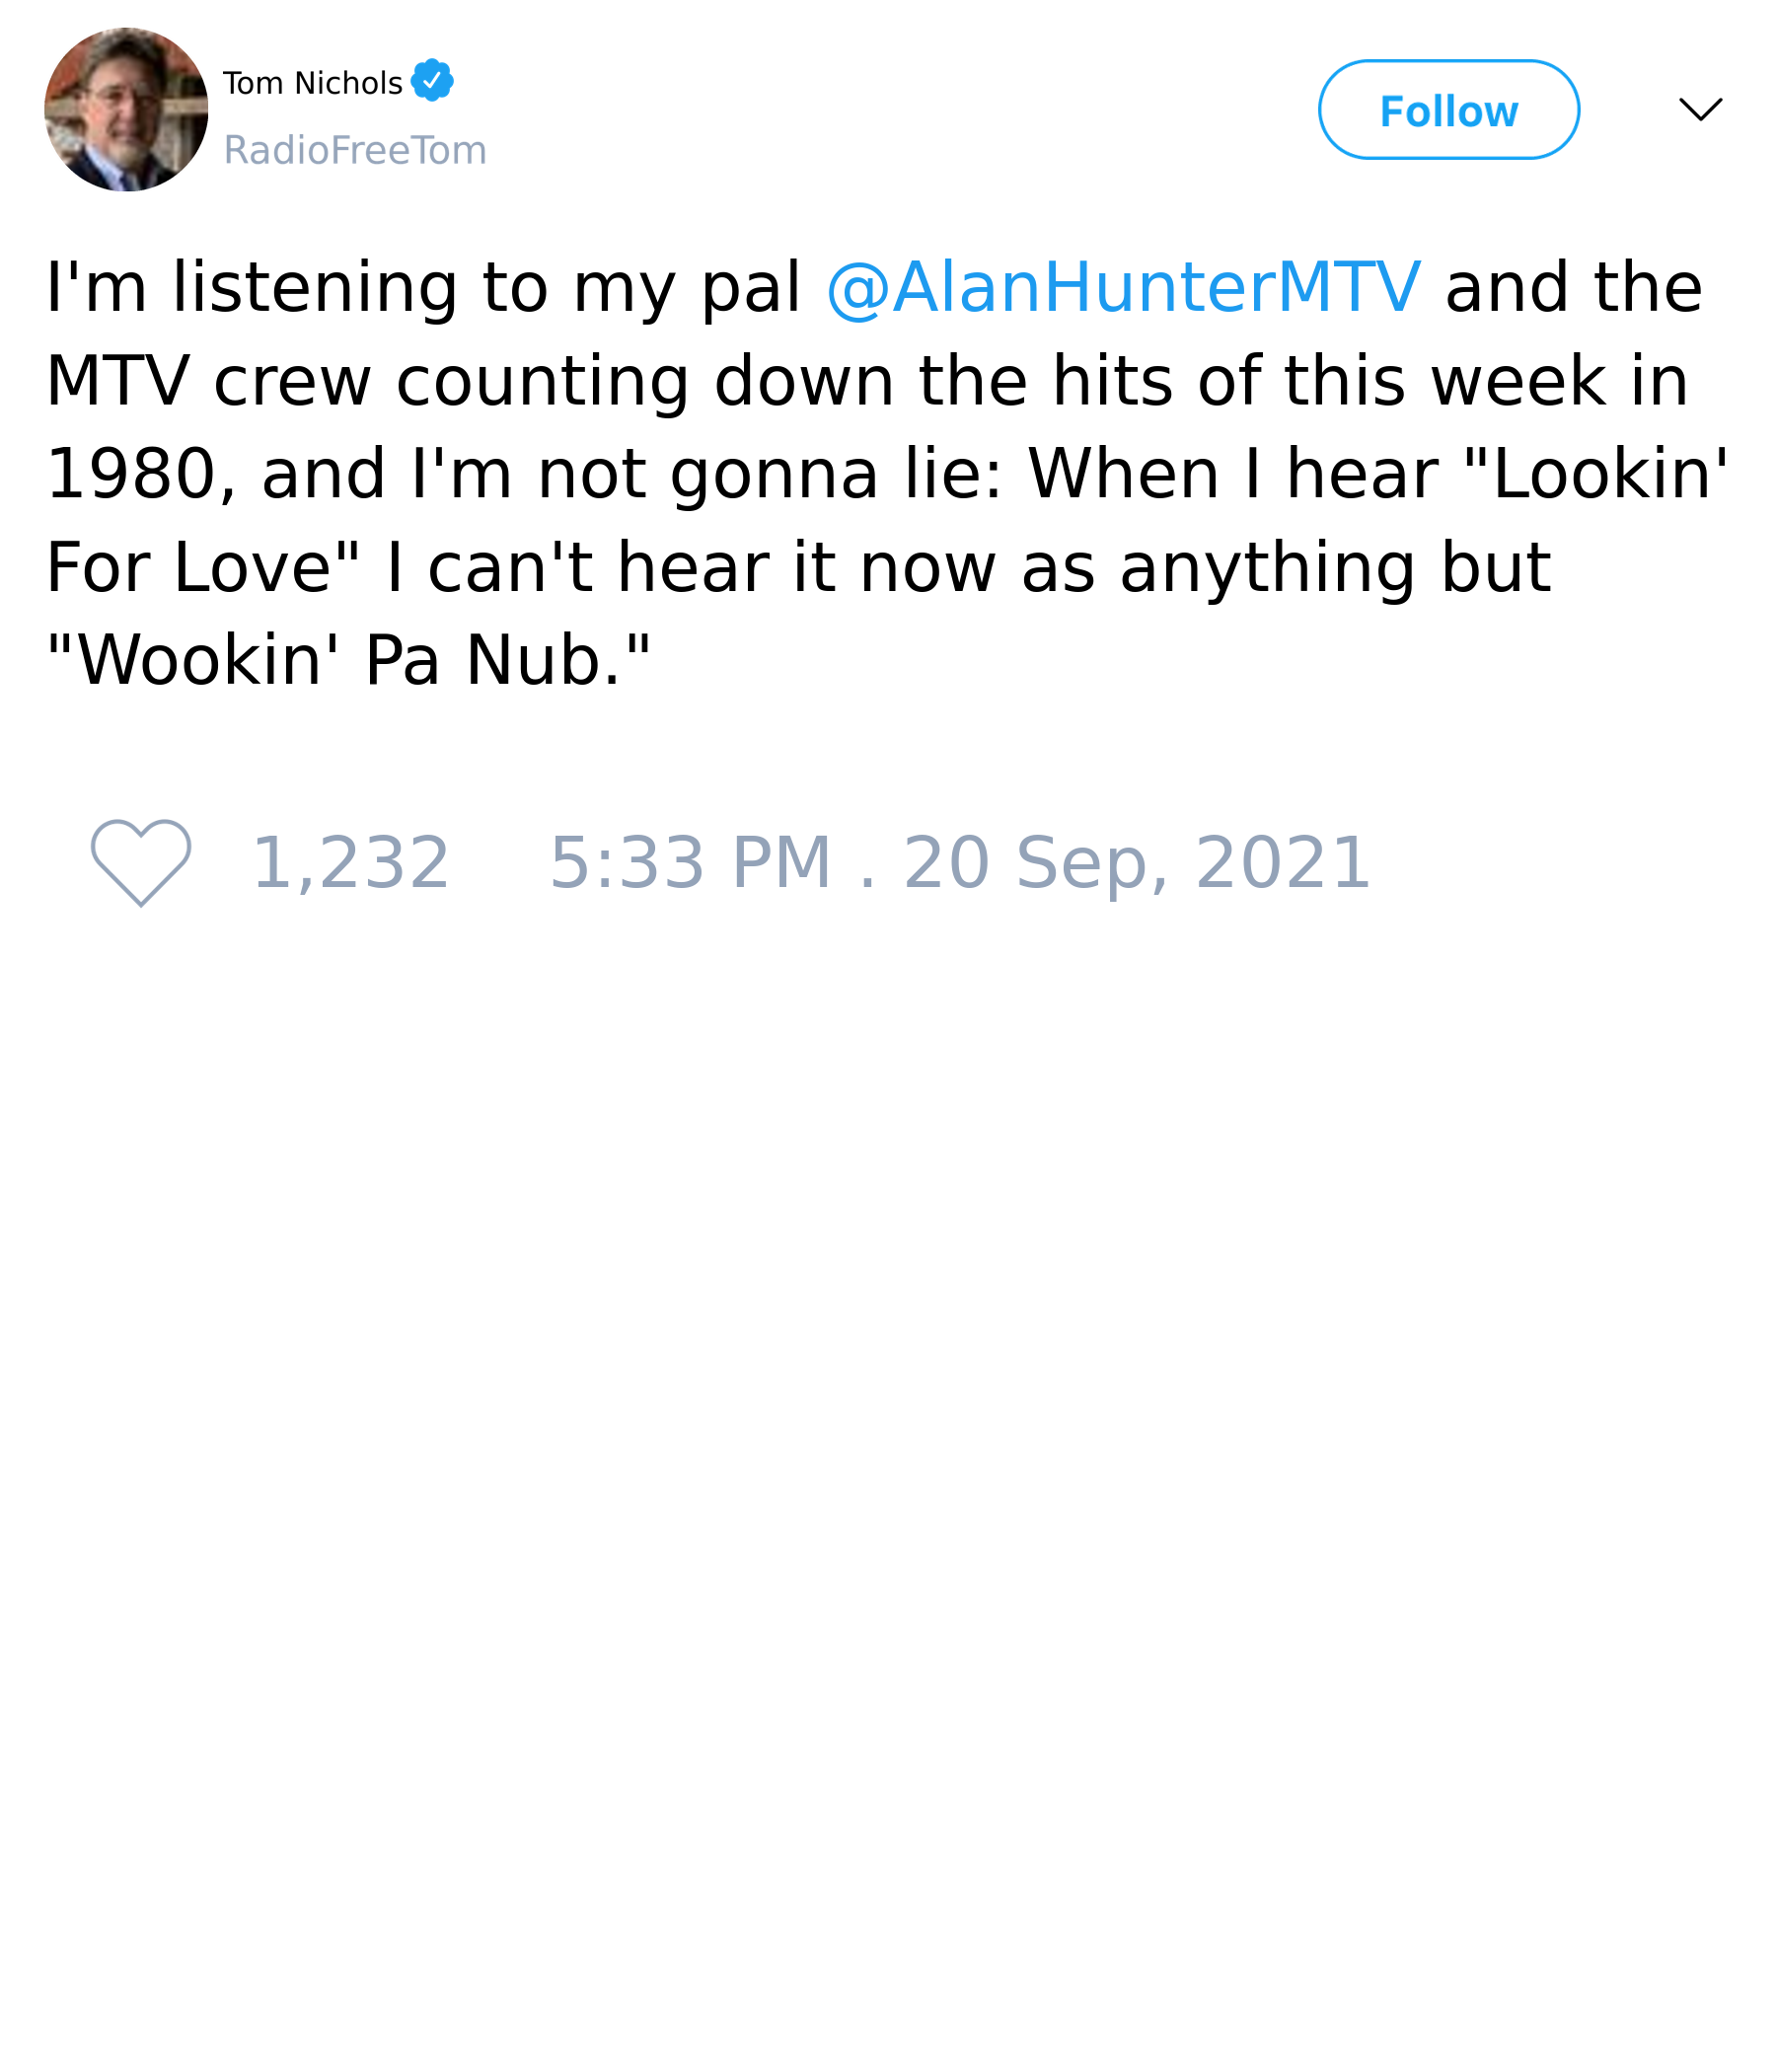 Tom Nichols
RadioFreeTom
Follow
I'm listening to my pal @AlanHunterMTV and the
MTV crew counting down the hits of this week in
1980, and I'm not gonna lie: When I hear "Lookin'
For Love" I can't hear it now as anything but
"Wookin' Pa Nub."
1,232 5:33 PM . 20 Sep, 2021